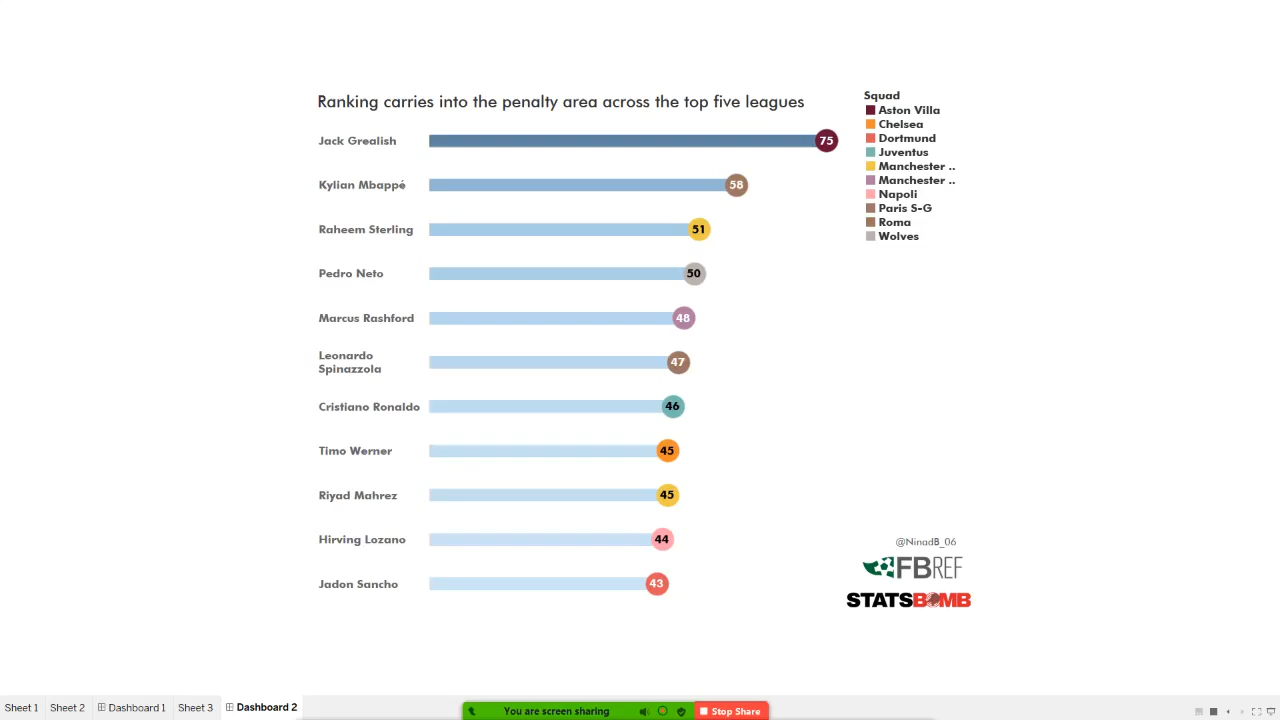 Ranking carries into the penalty area across the top five leagues
Jack Grealish 75
Kylian Mbappé 58
Raheem Sterling 51
Pedro Neto 50
Marcus Rashford 48
Leonardo
Spinazzola 47
Cristiano Ronaldo 46
Timo Werner 45
Riyad Mahrez 45
Hirving Lozano 44
Jadon Sancho 43
Squad
Aston Villa
Chelsea
Dortmund
Juventus
Manchester ..
Manchester ..
Napoli
Paris S-G
Roma
Wolves
@NinadB_06
FBREF
STATSBOMB
Sheet 1 Sheet 2 Dashboard 1 Sheet 3 Dashboard 2
You are screen sharing Stop Share